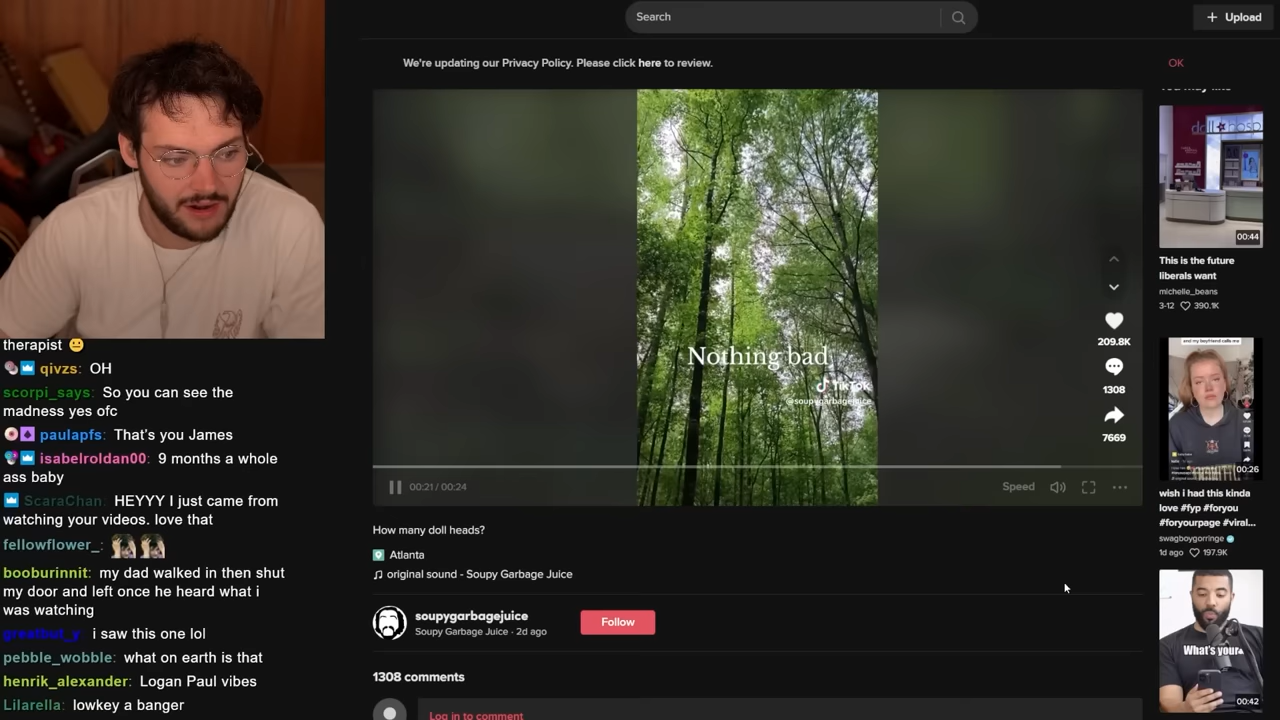 Search
Upload
We're updating our Privacy Policy. Please click here to review.
OK
Nothing bad
TikTok
@soupygarbagejuice
209.8K
1308
7669
00:21 / 00:24
Speed
How many doll heads?
Atlanta
original sound - Soupy Garbage Juice
soupygarbagejuice
Soupy Garbage Juice · 2d ago
Follow
1308 comments
Log in to comment
00:44
This is the future
liberals want
michelle_beans
3-12 390.1K
and my boyfriend calls me
00:26
wish i had this kinda
love #fyp #foryou
#foryourpage #viral...
swagboygorringe
1d ago 197.9K
What's your
00:42
therapist
qivzs: OH
scorpi_says: So you can see the
madness yes ofc
paulapfs: That's you James
isabelroldan00: 9 months a whole
ass baby
ScaraChan: HEYYY I just came from
watching your videos. love that
fellowflower_:
booburinnit: my dad walked in then shut
my door and left once he heard what i
was watching
greatbut_y: i saw this one lol
pebble_wobble: what on earth is that
henrik_alexander: Logan Paul vibes
Lilarella: lowkey a banger